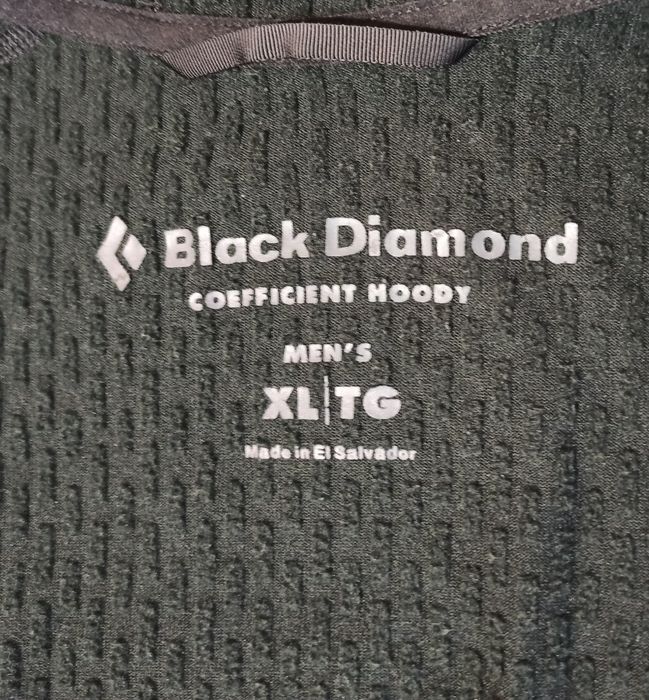 Black Diamond
COEFFICIENT HOODY
MEN'S
XL|TG
Made in El Salvador